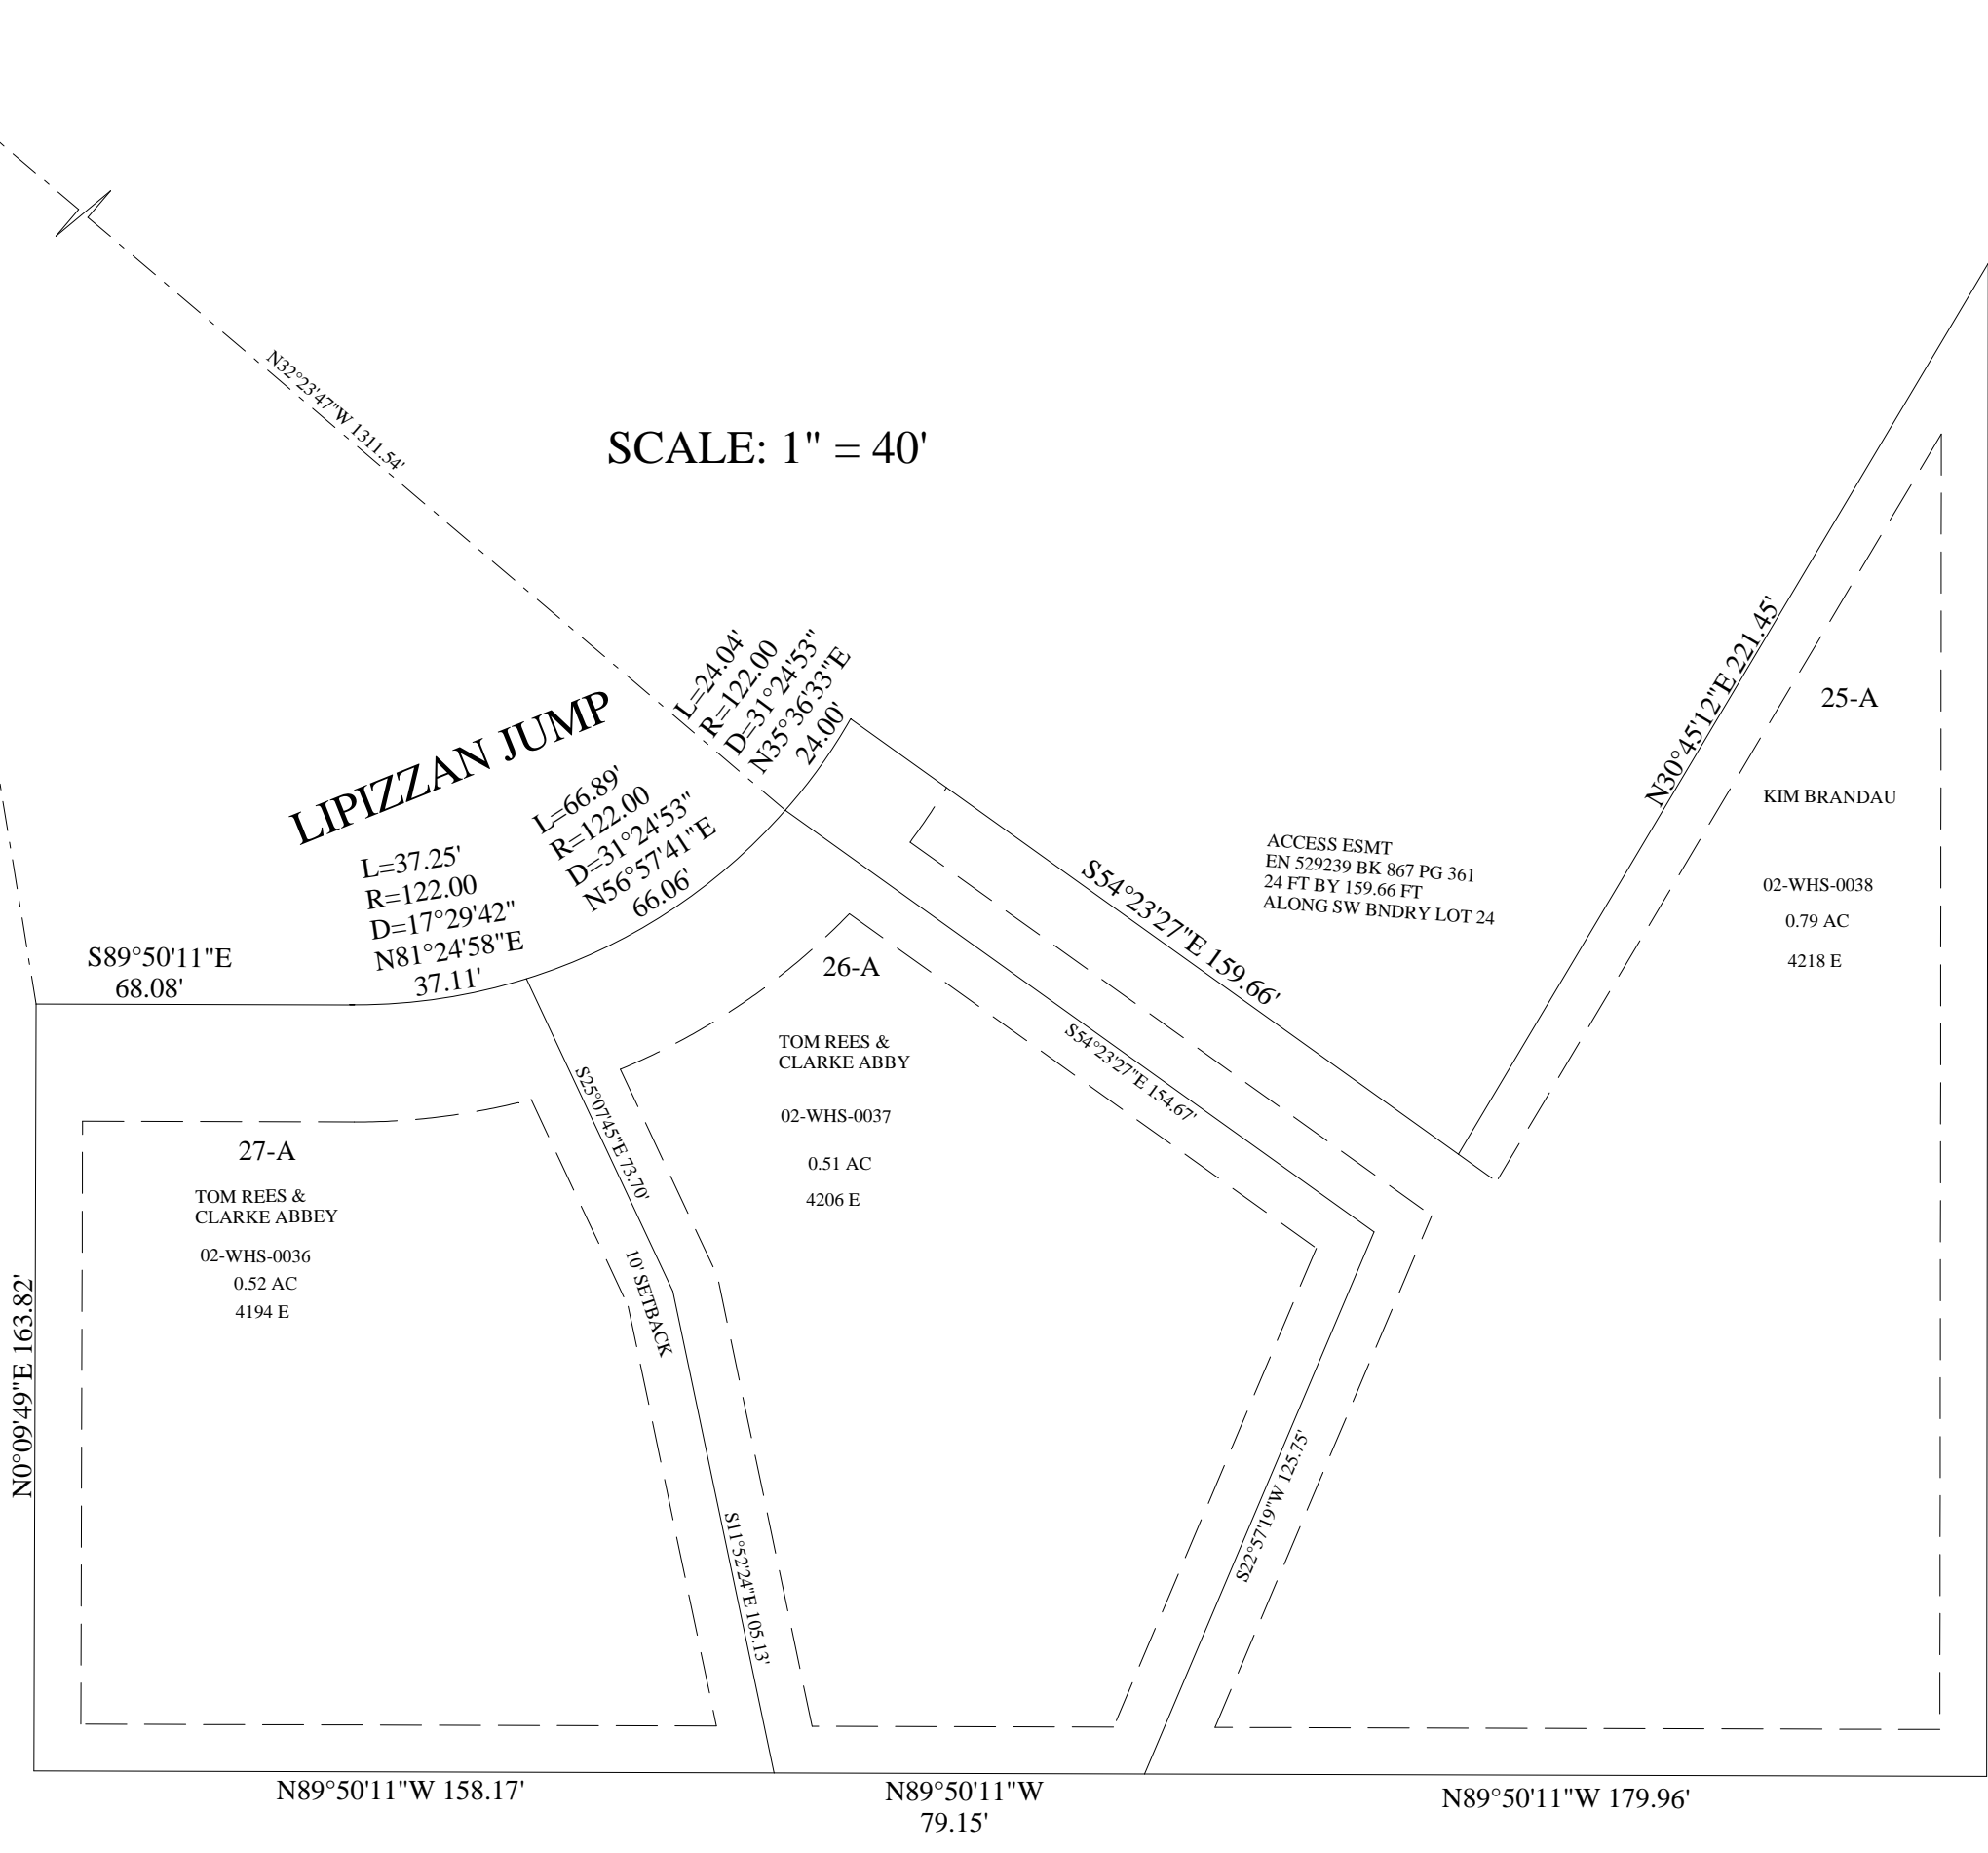 N32°23'47"W 1311.54'
SCALE: 1" = 40'
LIPIZZAN JUMP
L=24.04'
R=122.00
D=31°24'53"
N35°36'33"E
24.00'
L=66.89'
R=122.00
D=31°24'53"
N56°57'41"E
66.06'
L=37.25'
R=122.00
D=17°29'42"
N81°24'58"E
37.11'
S89°50'11"E
68.08'
N30°45'12"E 221.45'
25-A
KIM BRANDAU
02-WHS-0038
0.79 AC
4218 E
ACCESS ESMT
EN 529239 BK 867 PG 361
24 FT BY 159.66 FT
ALONG SW BNDRY LOT 24
S54°23'27"E 159.66'
S54°23'27"E 154.67'
26-A
TOM REES &
CLARKE ABBY
02-WHS-0037
0.51 AC
4206 E
S25°07'45"E 73.70'
10' SETBACK
27-A
TOM REES &
CLARKE ABBEY
02-WHS-0036
0.52 AC
4194 E
N0°09'49"E 163.82'
S11°52'24"E 105.13'
S22°57'19"W 125.75'
N89°50'11"W 158.17'
N89°50'11"W
79.15'
N89°50'11"W 179.96'